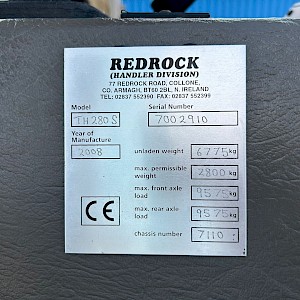 REDROCK
(HANDLER DIVISION)
77 REDROCK ROAD, COLLONE,
CO. ARMAGH, BT60 2BL, N. IRELAND
TEL: 02837 552390 FAX: 02837 552399
Model Serial Number
TH280S 7002910
Year of Manufacture
2008
unladen weight 6775 kg
max. permissible weight 2800 kg
max. front axle load 9575 kg
max. rear axle load 9575 kg
CE
chassis number 7110